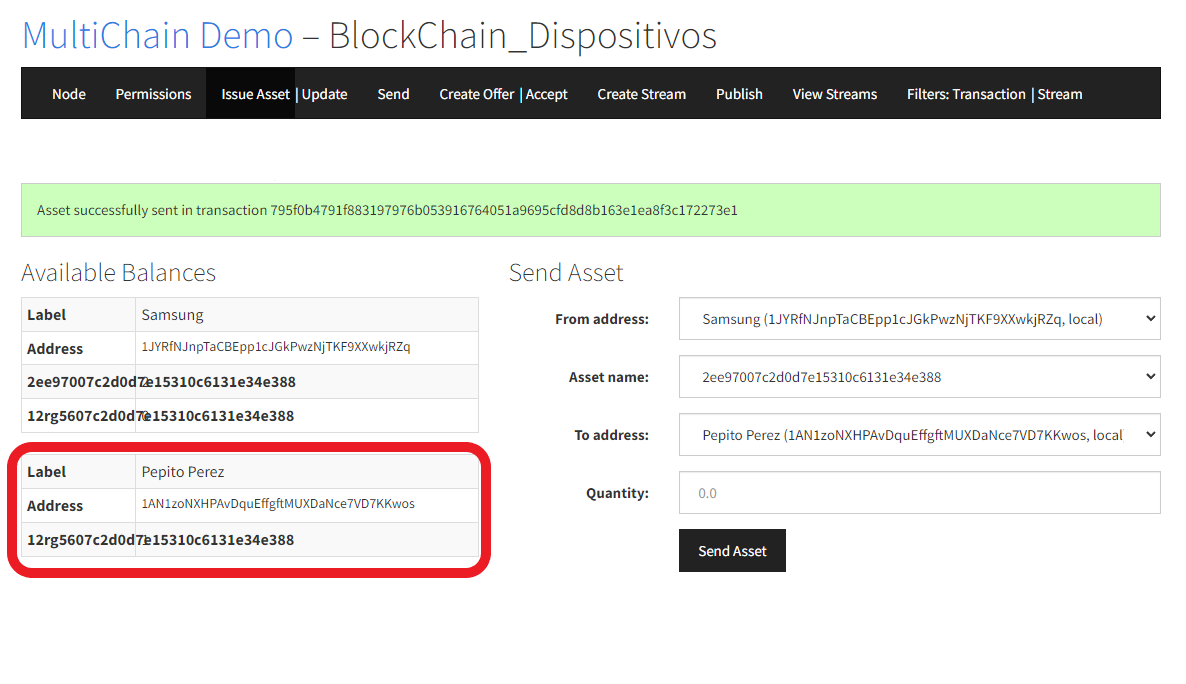 MultiChain Demo – BlockChain_Dispositivos
Node Permissions Issue Asset | Update Send Create Offer | Accept Create Stream Publish View Streams Filters: Transaction | Stream
Asset successfully sent in transaction 795f0b4791f883197976b053916764051a9695cfd8d8b163e1ea8f3c172273e1
Available Balances
Label Samsung
Address 1JYRfNJnpTaCBEpp1cJGkPwzNjTKF9XXwkjRZq
2ee97007c2d0d7e15310c6131e34e388
12rg5607c2d0d7e15310c6131e34e388
Label Pepito Perez
Address 1AN1zoNXHPAvDquEffgftMUXDaNce7VD7KKwos
12rg5607c2d0d7e15310c6131e34e388
Send Asset
From address: Samsung (1JYRfNJnpTaCBEpp1cJGkPwzNjTKF9XXwkjRZq, local)
Asset name: 2ee97007c2d0d7e15310c6131e34e388
To address: Pepito Perez (1AN1zoNXHPAvDquEffgftMUXDaNce7VD7KKwos, local
Quantity: 0.0
Send Asset